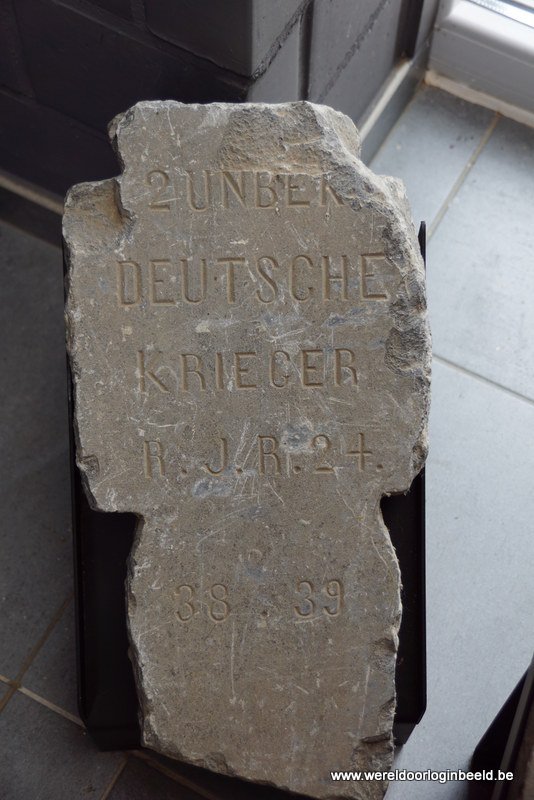 2 UNBEK
DEUTSCHE
KRIEGER
R.J.R.24.
38 39
www.wereldoorloginbeeld.be